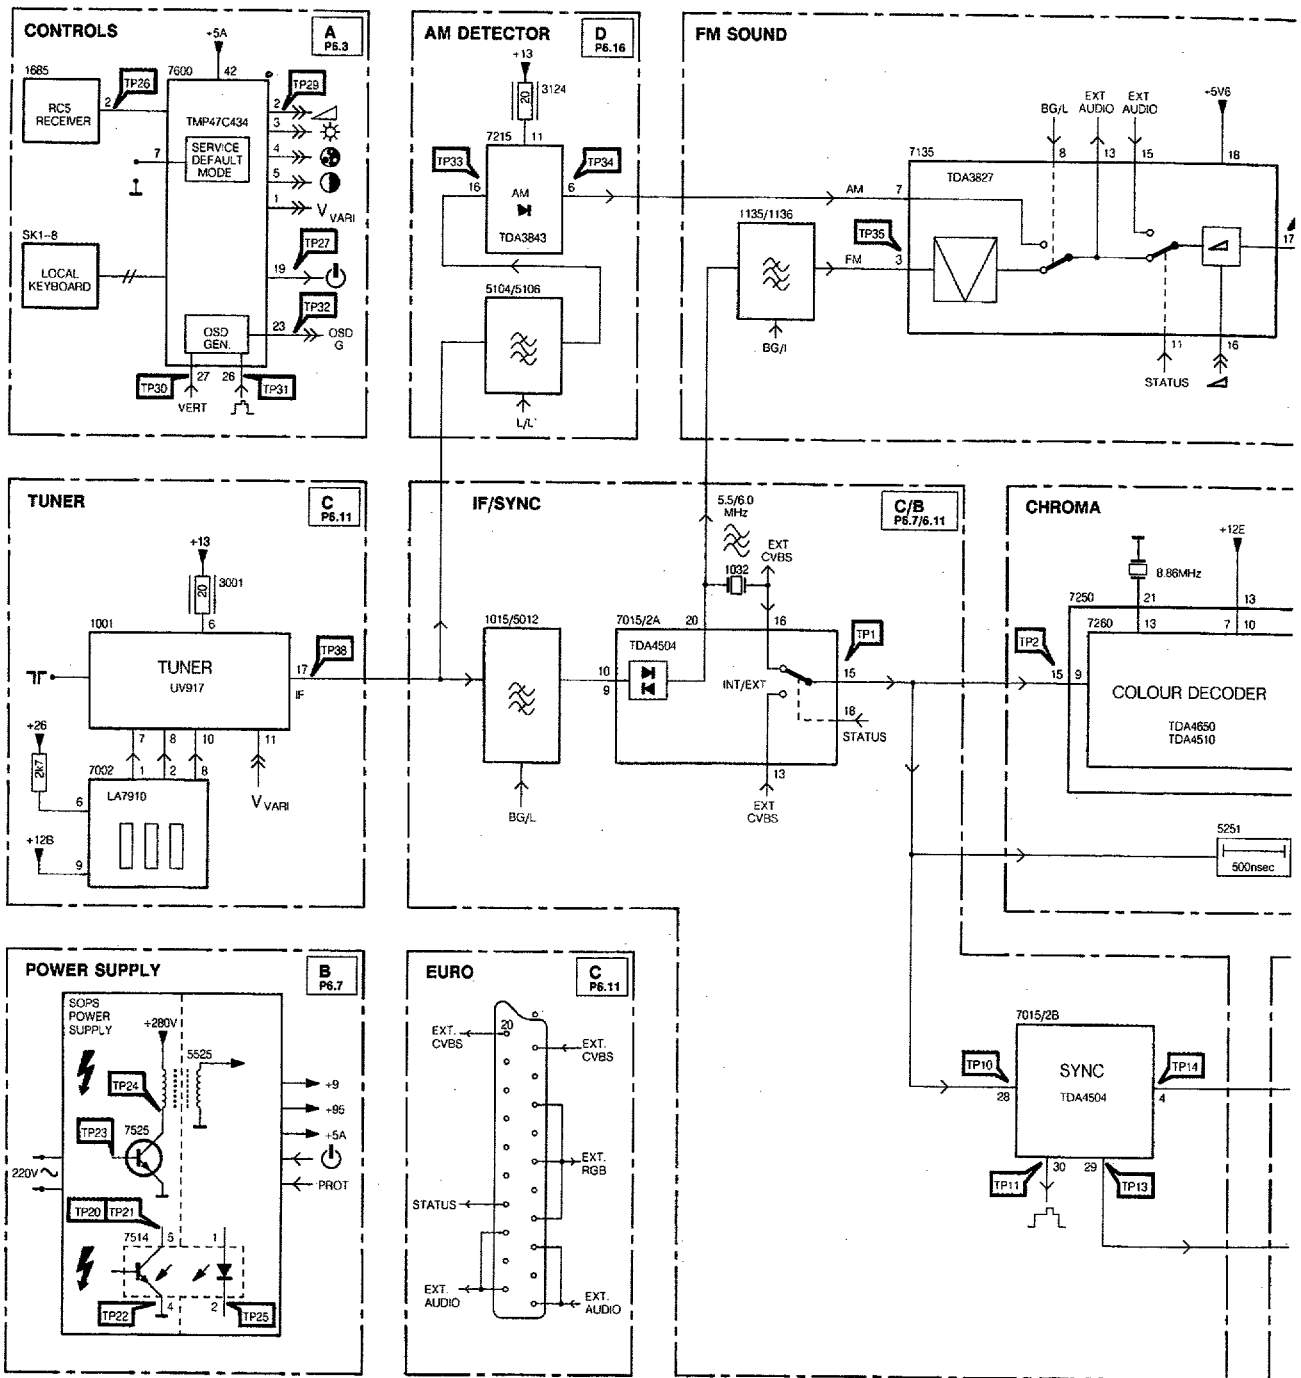 CONTROLS
A
P6.3
+5A
1685
7600
42
TP26
TP29
2
RC5
RECEIVER
TMP47C434
2
3
4
5
1
7
SERVICE
DEFAULT
MODE
V VARI
SK1-8
TP27
LOCAL
KEYBOARD
19
TP32
OSD
GEN.
23
OSD
G
TP30
27
26
TP31
VERT
AM DETECTOR
D
P6.16
+13
20
3124
7215
11
TP33
TP34
16
AM
6
TDA3843
5104/5106
L/L'
FM SOUND
EXT
AUDIO
EXT
AUDIO
BG/L
+5V6
7135
8
13
15
18
TDA3827
AM
7
1135/1136
TP35
FM
3
17
BG/I
11
16
STATUS
TUNER
C
P6.11
+13
20
3001
1001
6
TUNER
UV917
17
TP38
IF
+26
7
8
10
11
2k7
7002
1
2
8
LA7910
6
V VARI
+12B
9
IF/SYNC
C/B
P6.7/6.11
5.5/6.0
MHz
EXT
CVBS
1032
1015/5012
7015/2A
20
16
TDA4504
TP1
10
9
INT/EXT
15
18
STATUS
13
BG/L
EXT
CVBS
CHROMA
+12E
8.86MHz
7250
21
13
7260
13
7
10
TP2
15
9
COLOUR DECODER
TDA4650
TDA4510
5251
500nsec
POWER SUPPLY
B
P6.7
SOPS
POWER
SUPPLY
+280V
5525
TP24
+9
+95
TP23
7525
+5A
220V
PROT
TP20
TP21
7514
5
1
TP22
4
2
TP25
EURO
C
P6.11
20
EXT.
CVBS
EXT.
CVBS
EXT.
RGB
STATUS
EXT.
AUDIO
EXT.
AUDIO
7015/2B
TP10
SYNC
TP14
28
TDA4504
4
TP11
30
29
TP13